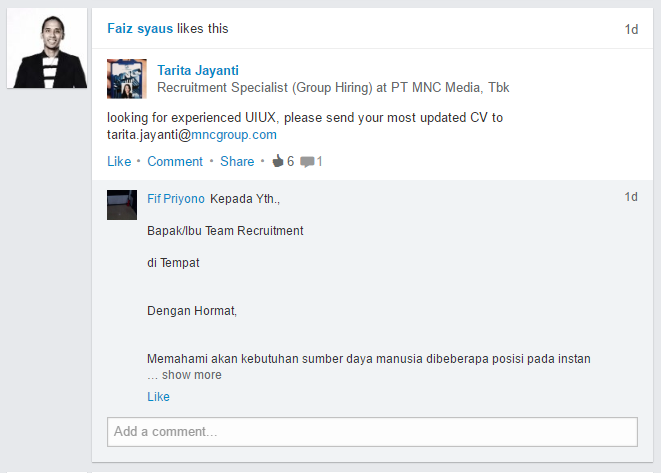 Faiz syaus likes this
1d
Tarita Jayanti
Recruitment Specialist (Group Hiring) at PT MNC Media, Tbk
looking for experienced UIUX, please send your most updated CV to
tarita.jayanti@mncgroup.com
Like • Comment • Share • 6 1
Fif Priyono Kepada Yth.,
1d
Bapak/Ibu Team Recruitment
di Tempat
Dengan Hormat,
Memahami akan kebutuhan sumber daya manusia dibeberapa posisi pada instan
... show more
Like
Add a comment...